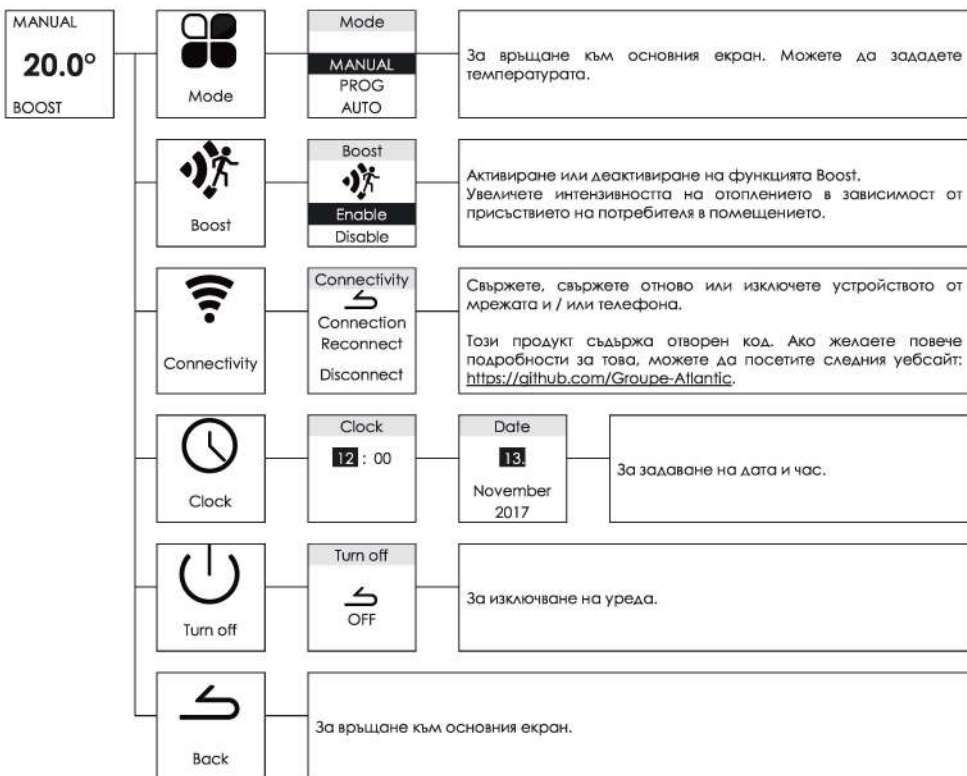 MANUAL
20.0°
BOOST
Mode
Mode
MANUAL
PROG
AUTO
За връщане към основния екран. Можете да зададете
температурата.
Boost
Boost
Enable
Disable
Активиране или деактивиране на функцията Boost.
Увеличете интензивността на отоплението в зависимост от
присъствието на потребителя в помещението.
Connectivity
Connectivity
Connection
Reconnect
Disconnect
Свържете, свържете отново или изключете устройството от
мрежата и / или телефона.
Този продукт съдържа отворен код. Ако желаете повече
подробности за това, можете да посетите следния уебсайт:
https://github.com/Groupe-Atlantic.
Clock
Clock
12 : 00
Date
13.
November
2017
За задаване на дата и час.
Turn off
Turn off
OFF
За изключване на уреда.
Back
За връщане към основния екран.